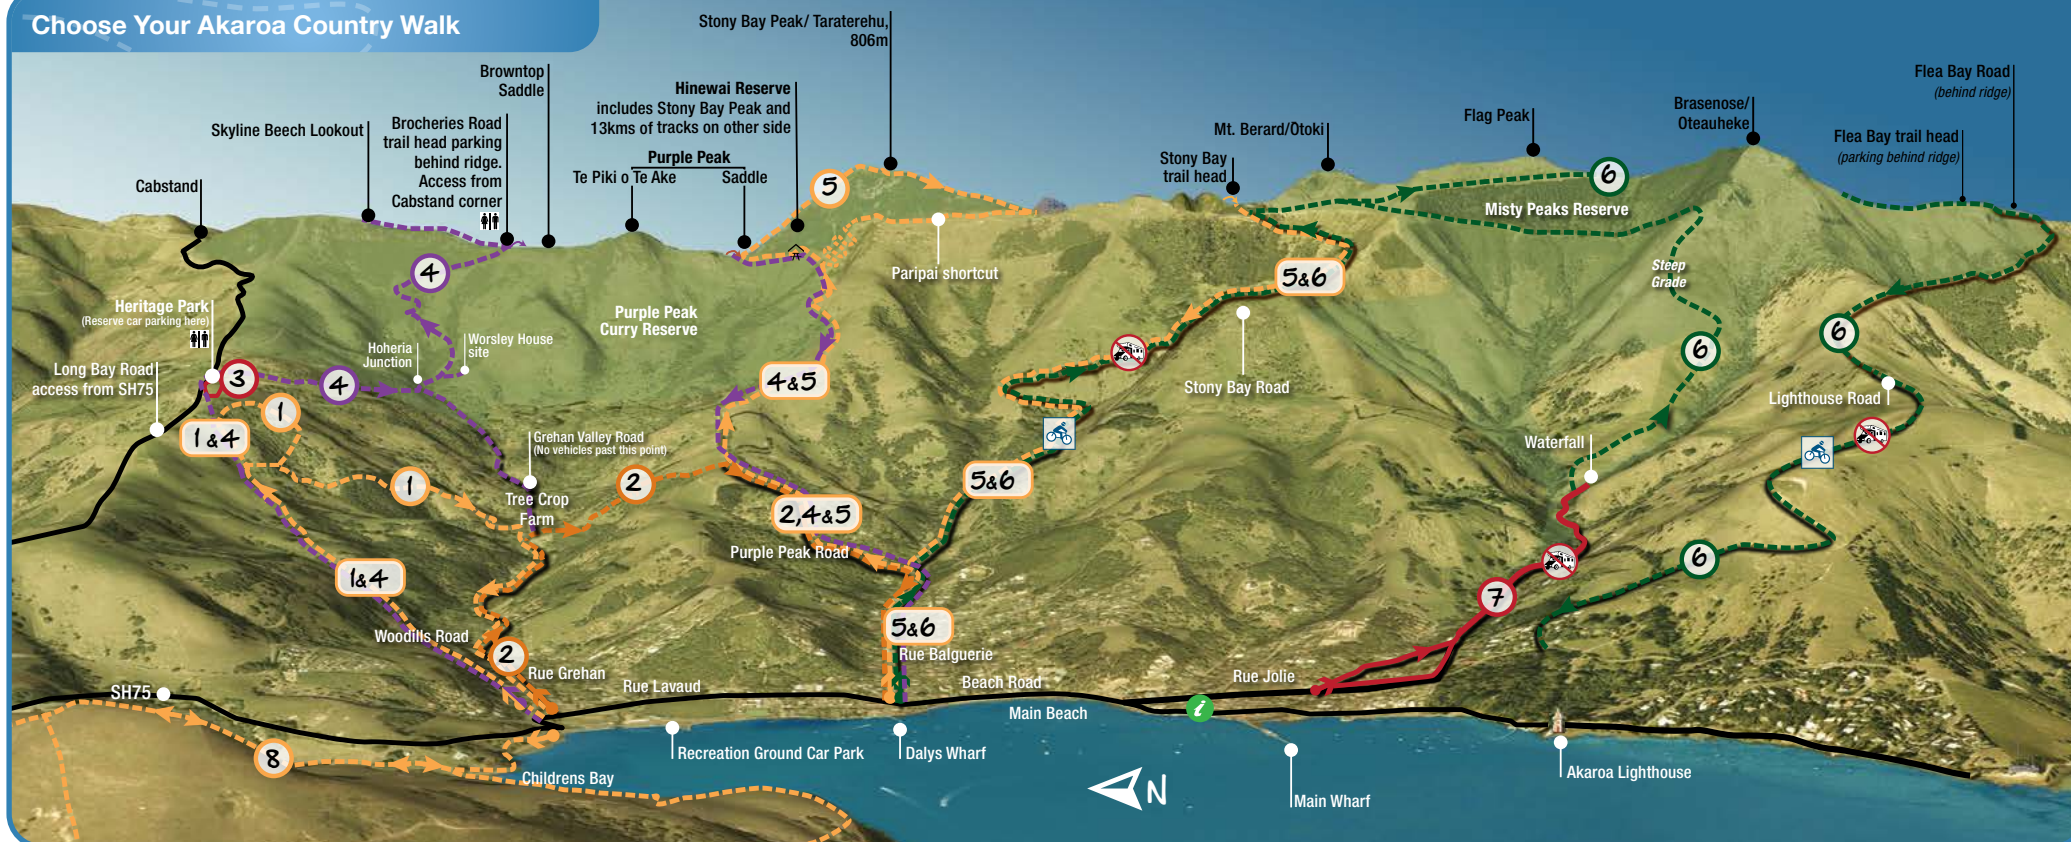 Choose Your Akaroa Country Walk
Stony Bay Peak/ Taraterehu,
806m
Browntop
Saddle
Hinewai Reserve
includes Stony Bay Peak and
13kms of tracks on other side
Skyline Beech Lookout
Brocheries Road
trail head parking
behind ridge.
Access from
Cabstand corner
Purple Peak
Te Piki o Te Ake
Saddle
Cabstand
Stony Bay
trail head
Mt. Berard/Ōtoki
Flag Peak
Brasenose/
Oteauheke
Flea Bay Road
(behind ridge)
Flea Bay trail head
(parking behind ridge)
5
6
Misty Peaks Reserve
Paripai shortcut
4
5&6
Steep
Grade
Heritage Park
(Reserve car parking here)
Purple Peak
Curry Reserve
Hoheria
Junction
Worsley House
site
6
6
Long Bay Road
access from SH75
3
4
4&5
Stony Bay Road
Lighthouse Road
1
1&4
Grehan Valley Road
(No vehicles past this point)
Waterfall
1
2
5&6
Tree Crop
Farm
2,4&5
Purple Peak Road
1&4
6
7
Woodills Road
2
5&6
Rue Balguerie
Rue Grehan
Rue Lavaud
Beach Road
Rue Jolie
SH75
Main Beach
i
8
Childrens Bay
Recreation Ground Car Park
Dalys Wharf
N
Main Wharf
Akaroa Lighthouse